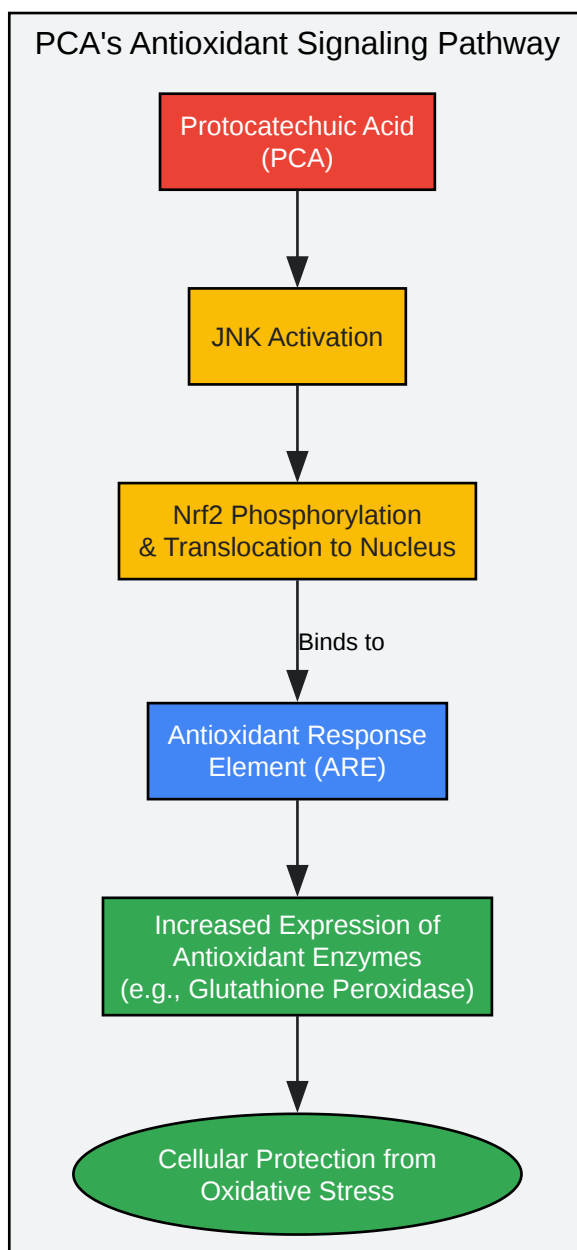 PCA's Antioxidant Signaling Pathway
Protocatechuic Acid
(PCA)
JNK Activation
Nrf2 Phosphorylation
& Translocation to Nucleus
Binds to
Antioxidant Response
Element (ARE)
Increased Expression of
Antioxidant Enzymes
(e.g., Glutathione Peroxidase)
Cellular Protection from
Oxidative Stress